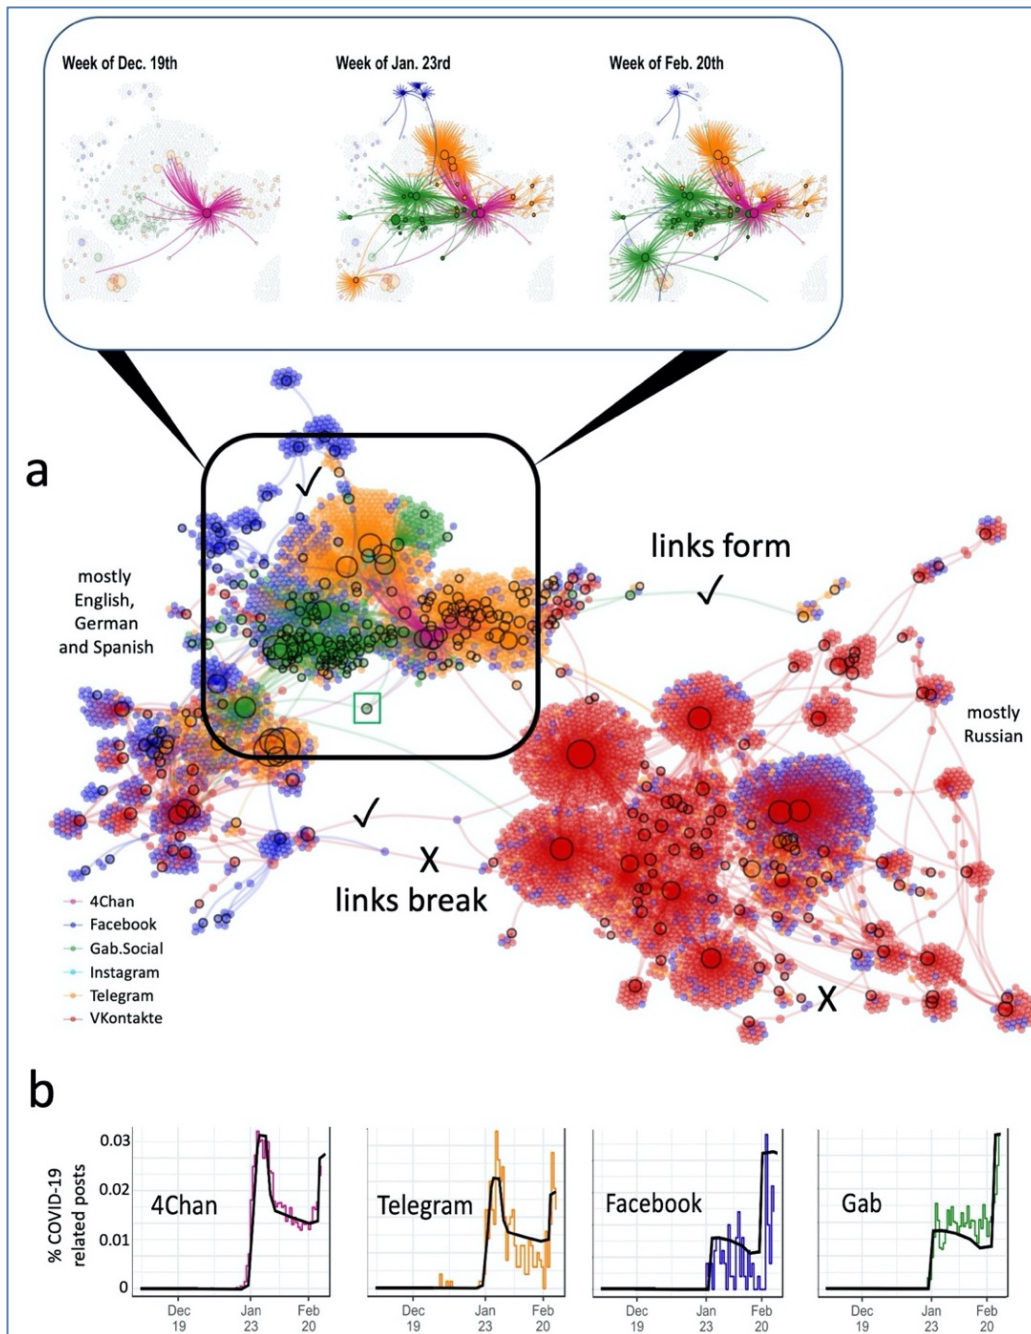 Week of Dec. 19th
Week of Jan. 23rd
Week of Feb. 20th
a
links form
mostly
English,
German
and Spanish
mostly
Russian
X
links break
4Chan
Facebook
Gab.Social
Instagram
Telegram
VKontakte
X
b
% COVID-19
related posts
0.03
0.02
0.01
0
4Chan
Telegram
Facebook
Gab
Dec
19
Jan
23
Feb
20
Dec
19
Jan
23
Feb
20
Dec
19
Jan
23
Feb
20
Dec
19
Jan
23
Feb
20